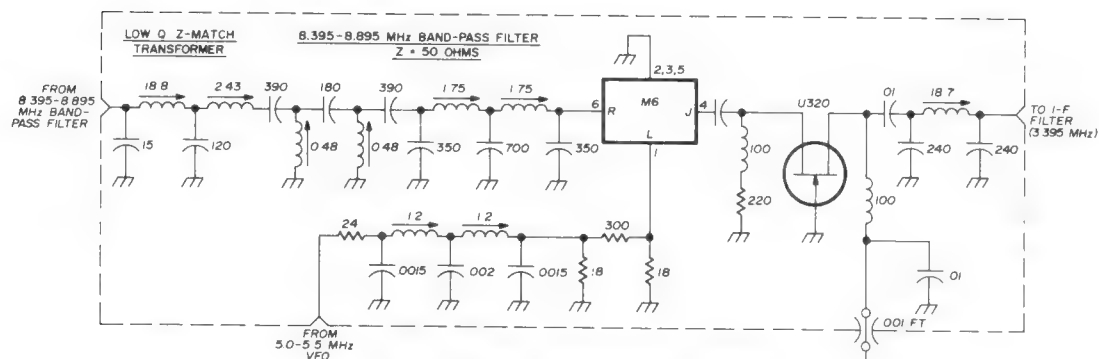 LOW Q Z-MATCH
TRANSFORMER
8.395-8.895 MHz BAND-PASS FILTER
Z = 50 OHMS
FROM
8.395-8.895
MHz BAND-
PASS FILTER
18.8
2.43
390
180
390
1.75
1.75
15
120
0.48
0.48
350
700
350
2,3,5
6
R
M6
J
4
L
1
U320
.01
18.7
TO I-F
FILTER
(3.395 MHz)
100
220
240
240
100
24
1.2
1.2
300
.0015
.002
.0015
18
18
.01
.001 FT
FROM
5.0-5.5 MHz
VFO